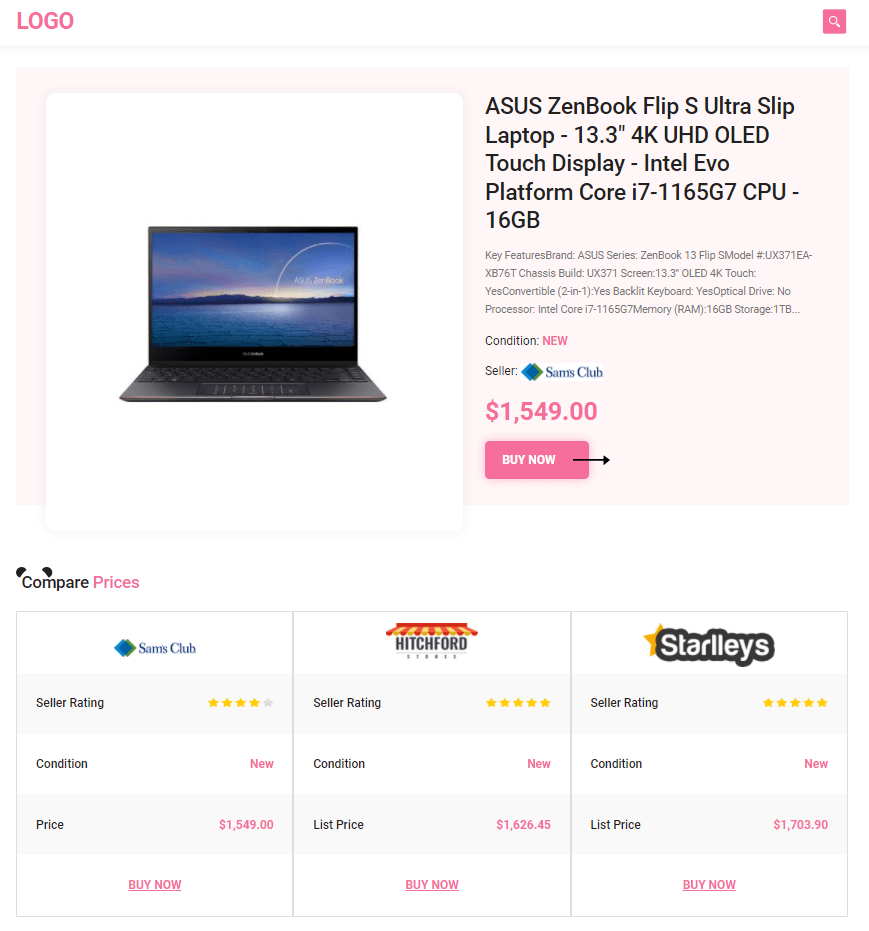 LOGO
ASUS ZenBook Flip S Ultra Slip
Laptop - 13.3" 4K UHD OLED
Touch Display - Intel Evo
Platform Core i7-1165G7 CPU -
16GB
Key FeaturesBrand: ASUS Series: ZenBook 13 Flip SModel #:UX371EA-
XB76T Chassis Build: UX371 Screen:13.3" OLED 4K Touch:
YesConvertible (2-in-1):Yes Backlit Keyboard: YesOptical Drive: No
Processor: Intel Core i7-1165G7Memory (RAM):16GB Storage:1TB...
ASUS ZenBook
Condition: NEW
Seller: Sam's Club
$1,549.00
BUY NOW
Compare Prices
Sam's Club
HITCHFORD
STORES
Starlleys
Seller Rating
Seller Rating
Seller Rating
Condition New
Condition New
Condition New
Price $1,549.00
List Price $1,626.45
List Price $1,703.90
BUY NOW
BUY NOW
BUY NOW